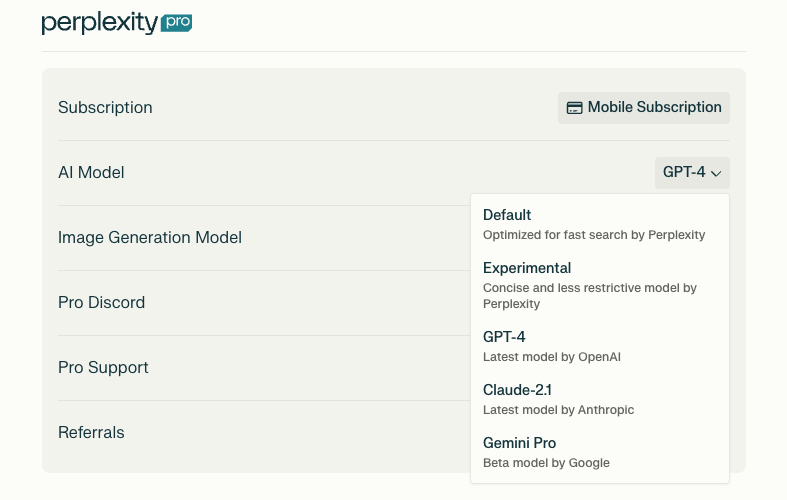 perplexity pro
Subscription
Mobile Subscription
AI Model
GPT-4
Default
Optimized for fast search by Perplexity
Experimental
Concise and less restrictive model by
Perplexity
GPT-4
Latest model by OpenAI
Claude-2.1
Latest model by Anthropic
Gemini Pro
Beta model by Google
Image Generation Model
Pro Discord
Pro Support
Referrals